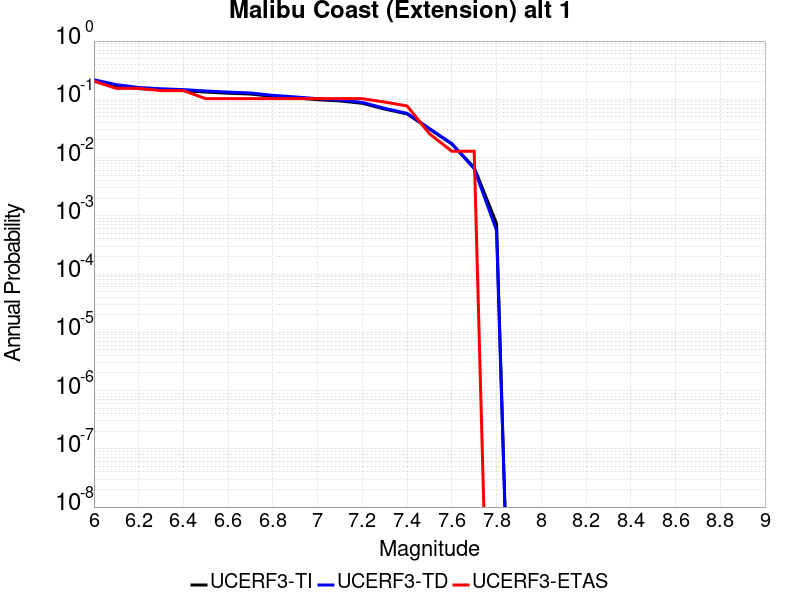 Malibu Coast (Extension) alt 1
10^0
10^-1
10^-2
10^-3
10^-4
10^-5
10^-6
10^-7
10^-8
Annual Probability
6 6.2 6.4 6.6 6.8 7 7.2 7.4 7.6 7.8 8 8.2 8.4 8.6 8.8 9
Magnitude
UCERF3-TI UCERF3-TD UCERF3-ETAS